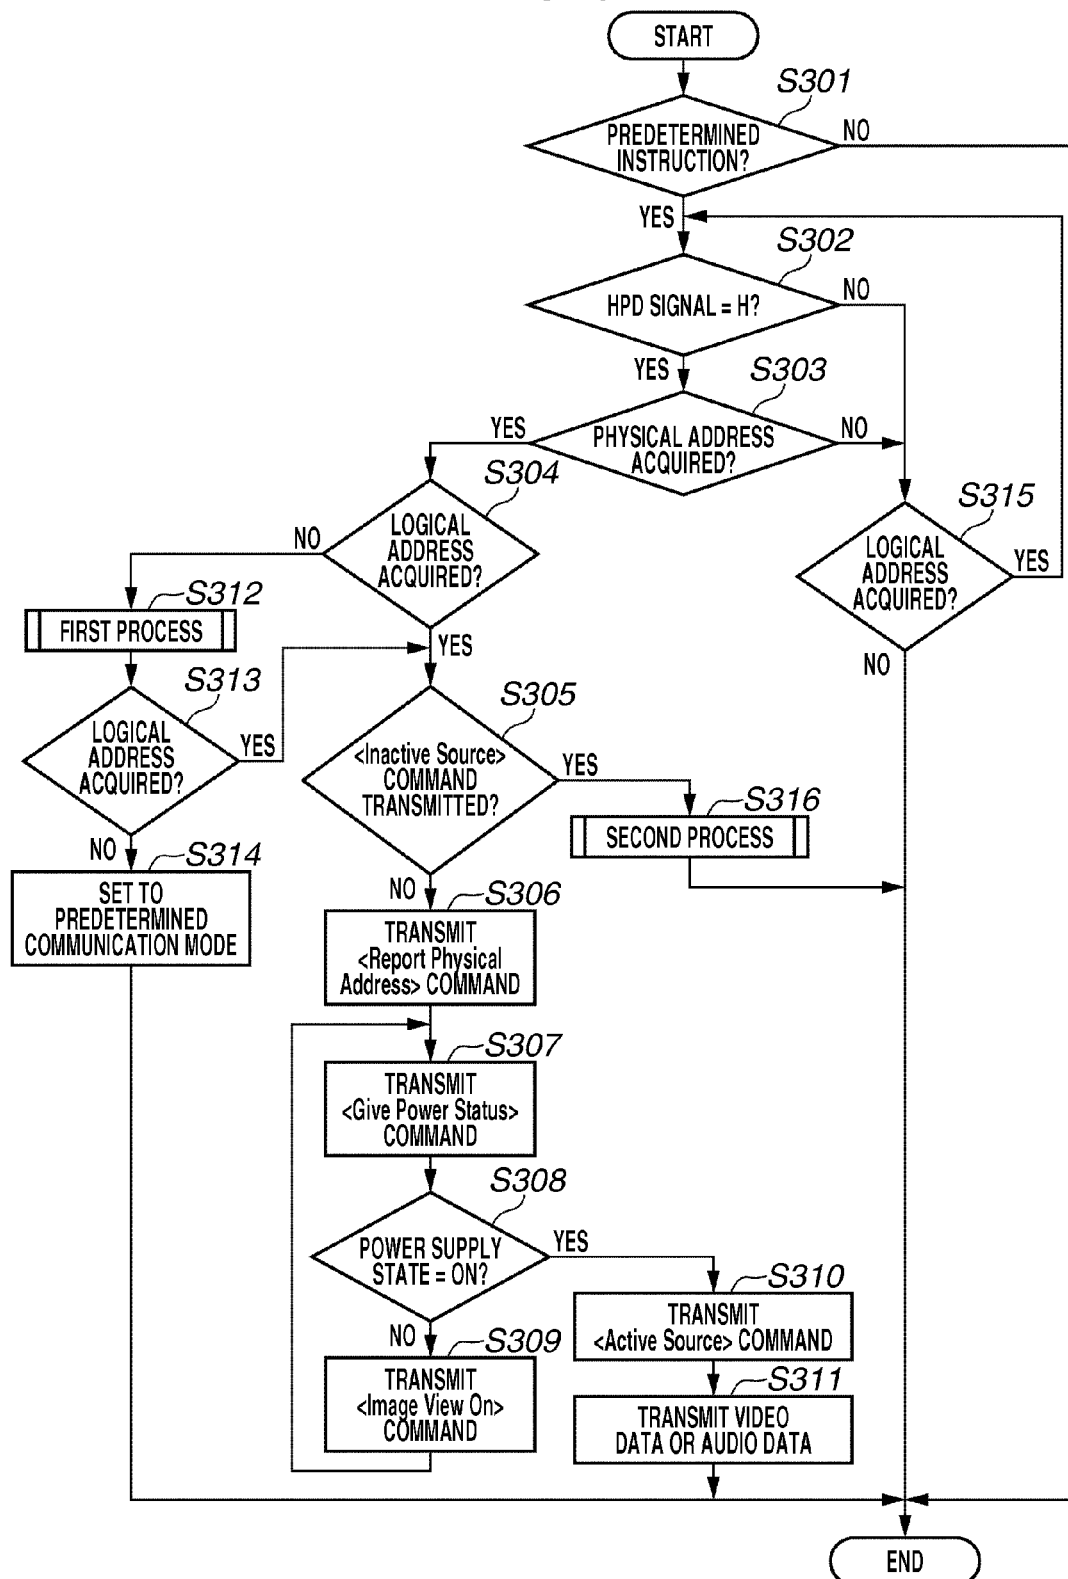 START
S301
PREDETERMINED
INSTRUCTION?
NO
YES
S302
HPD SIGNAL = H?
NO
YES
S303
PHYSICAL ADDRESS
ACQUIRED?
YES
NO
S304
LOGICAL
ADDRESS
ACQUIRED?
NO
YES
S315
LOGICAL
ADDRESS
ACQUIRED?
YES
NO
S312
FIRST PROCESS
S313
LOGICAL
ADDRESS
ACQUIRED?
YES
NO
S314
SET TO
PREDETERMINED
COMMUNICATION MODE
S305
<Inactive Source>
COMMAND
TRANSMITTED?
YES
NO
S316
SECOND PROCESS
S306
TRANSMIT
<Report Physical
Address> COMMAND
S307
TRANSMIT
<Give Power Status>
COMMAND
S308
POWER SUPPLY
STATE = ON?
YES
NO
S309
TRANSMIT
<Image View On>
COMMAND
S310
TRANSMIT
<Active Source> COMMAND
S311
TRANSMIT VIDEO
DATA OR AUDIO DATA
END